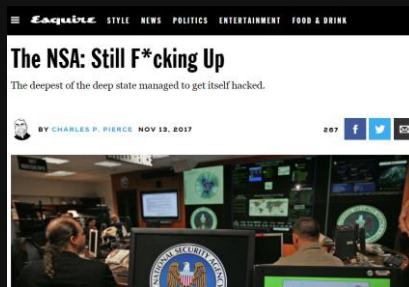 Esquire STYLE NEWS POLITICS ENTERTAINMENT FOOD & DRINK
The NSA: Still F*cking Up
The deepest of the deep state managed to get itself hacked.
BY CHARLES P. PIERCE NOV 13, 2017 267
NATIONAL SECURITY AGENCY